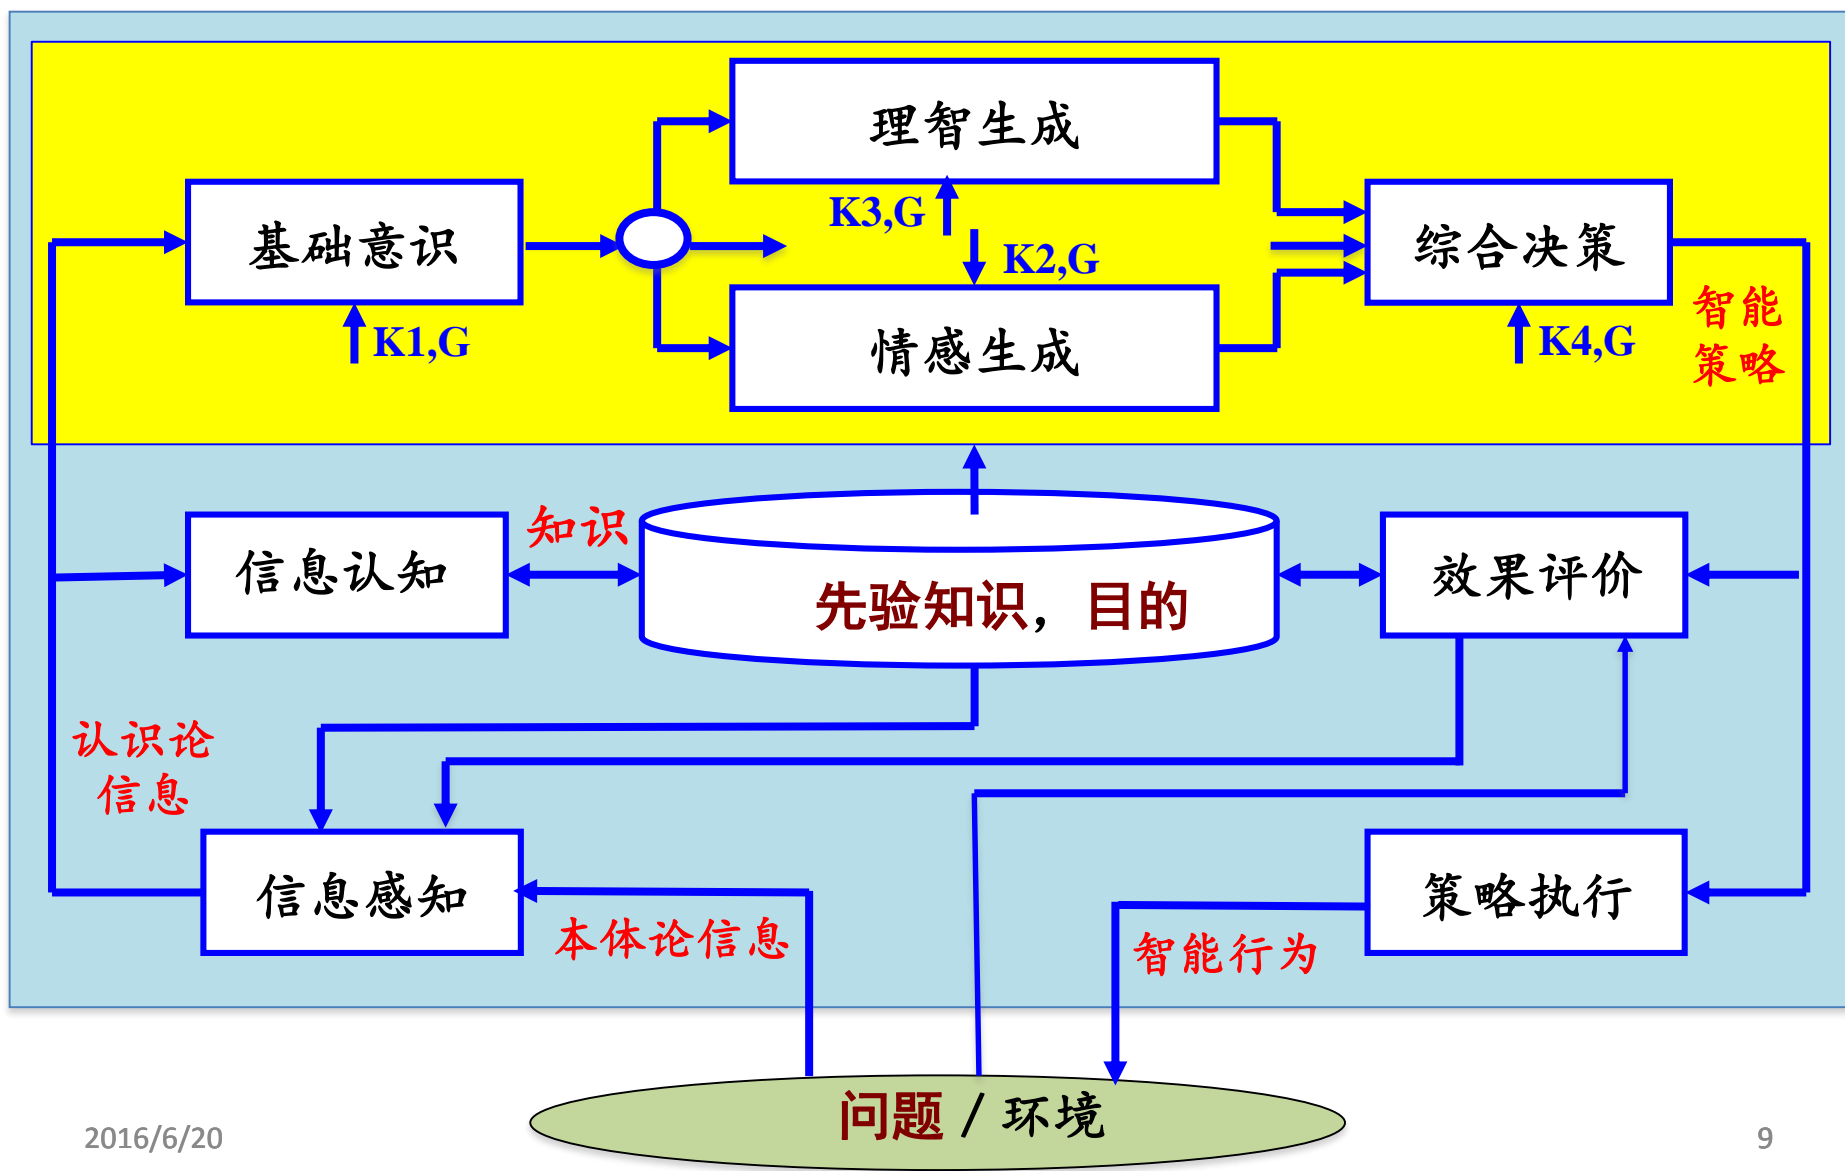 理智生成
K3,G
基础意识
K2,G
综合决策
K1,G
情感生成
K4,G
智能
策略
知识
信息认知
先验知识，目的
效果评价
认识论
信息
信息感知
本体论信息
策略执行
智能行为
问题 / 环境
2016/6/20
9